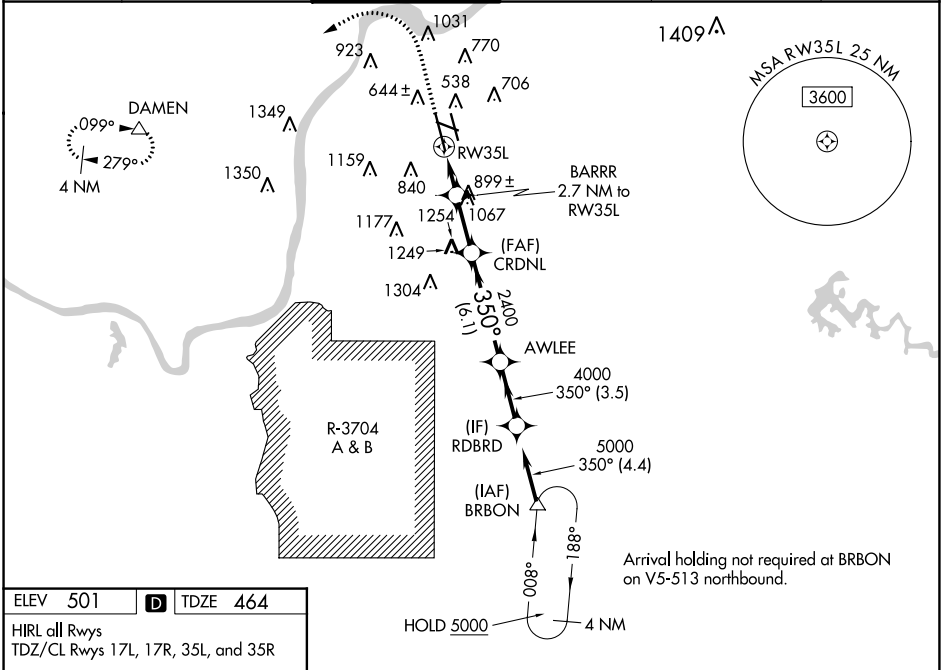 1031
923
770
1409
MSA RW35L 25 NM
3600
644±
538
706
DAMEN
099°
279°
4 NM
1349
1350
1159
840
RW35L
899±
BARRR
2.7 NM to
RW35L
1067
1177
1254
1249
(FAF)
CRDNL
1304
2400
350°
(6.1)
AWLEE
4000
350° (3.5)
R-3704
A & B
(IF)
RDBRD
5000
350° (4.4)
(IAF)
BRBON
008°
188°
Arrival holding not required at BRBON
on V5-513 northbound.
HOLD 5000
4 NM
ELEV 501 D TDZE 464
HIRL all Rwys
TDZ/CL Rwys 17L, 17R, 35L, and 35R